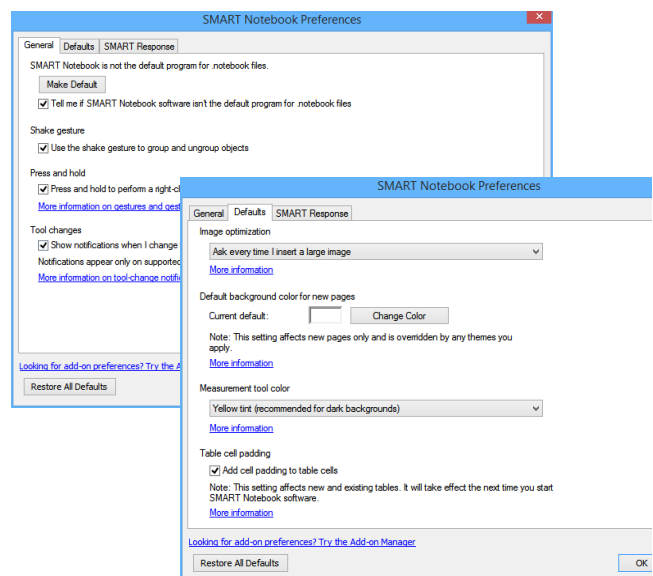 SMART Notebook Preferences
General Defaults SMART Response
SMART Notebook is not the default program for .notebook files.
Make Default
Tell me if SMART Notebook software isn't the default program for .notebook files
Shake gesture
Use the shake gesture to group and ungroup objects
Press and hold
Press and hold to perform a
More information on gestures and
Tool changes
Show notifications when I change
Notifications appear only on supported
More information on tool-change
Looking for add-on preferences? Try the
Restore All Defaults
SMART Notebook Preferences
General Defaults SMART Response
Image optimization
Ask every time I insert a large image
More information
Default background color for new pages
Current default:
Change Color
Note: This setting affects new pages only and is overridden by any themes you
apply.
More information
Measurement tool color
Yellow tint (recommended for dark backgrounds)
More information
Table cell padding
Add cell padding to table cells
Note: This setting affects new and existing tables. It will take effect the next time you start
SMART Notebook software.
More information
Looking for add-on preferences? Try the Add-on Manager
Restore All Defaults
OK